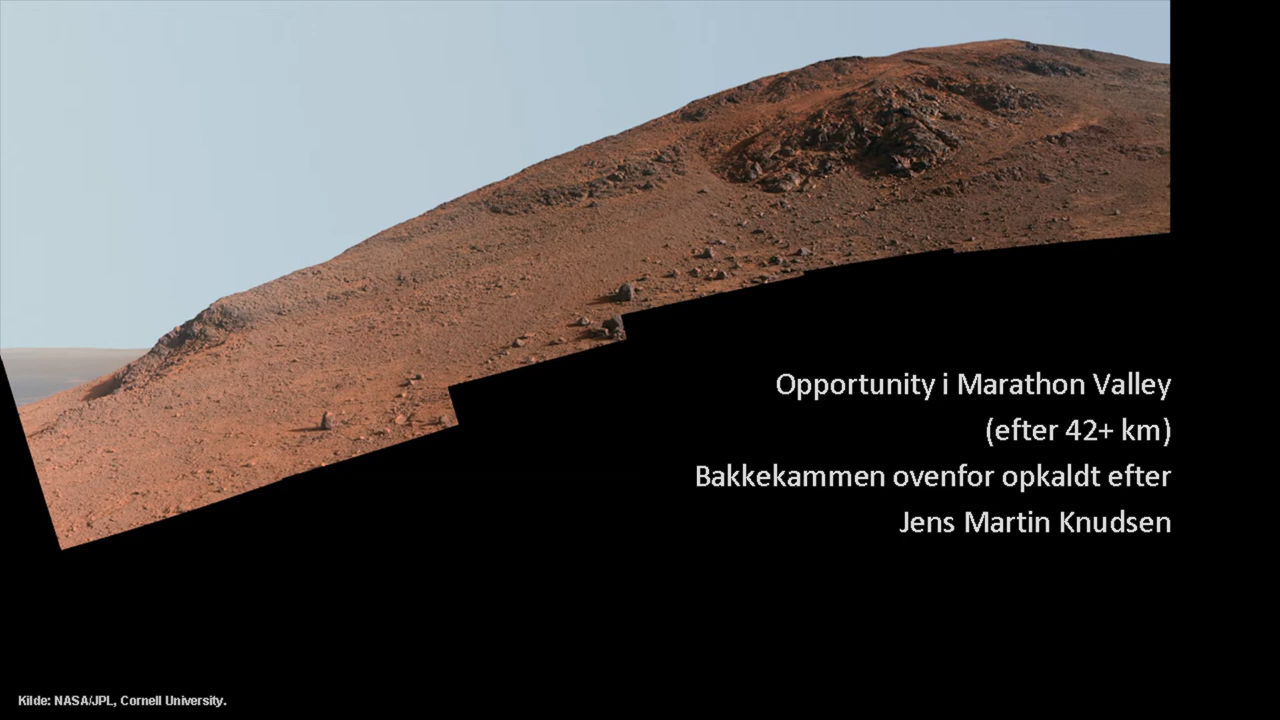 Opportunity i Marathon Valley
(efter 42+ km)
Bakkekammen ovenfor opkaldt efter
Jens Martin Knudsen
Kilde: NASA/JPL, Cornell University.